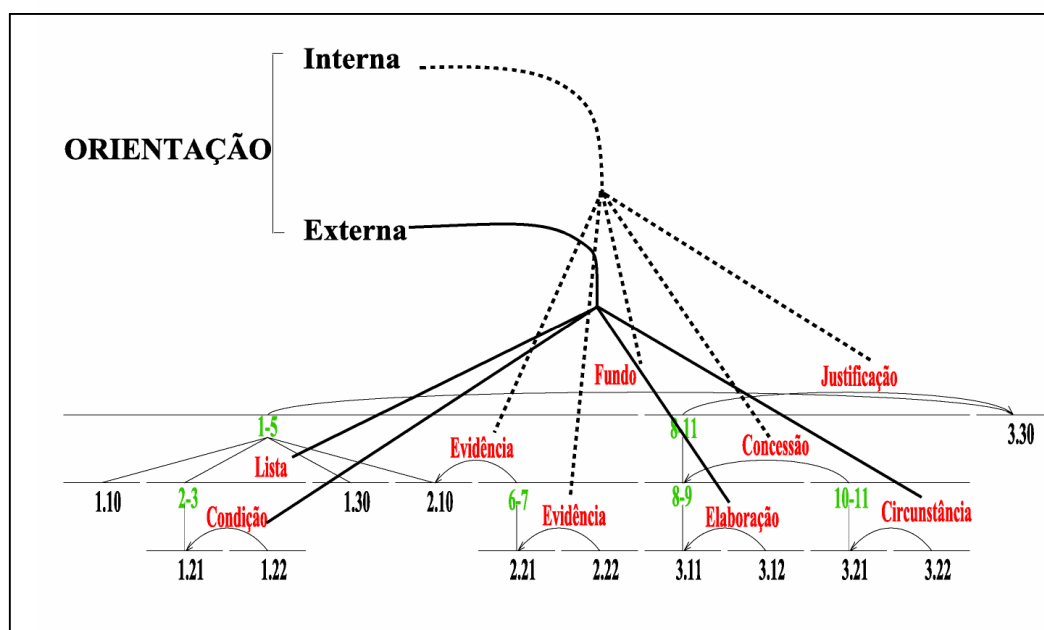 Interna
ORIENTAÇÃO
Externa
Fundo Justificação
1-5 8-11 3.30
Lista Evidência Concessão
1.10 2-3 1.30 2.10 6-7 8-9 10-11
Condição Evidência Elaboração Circunstância
1.21 1.22 2.21 2.22 3.11 3.12 3.21 3.22